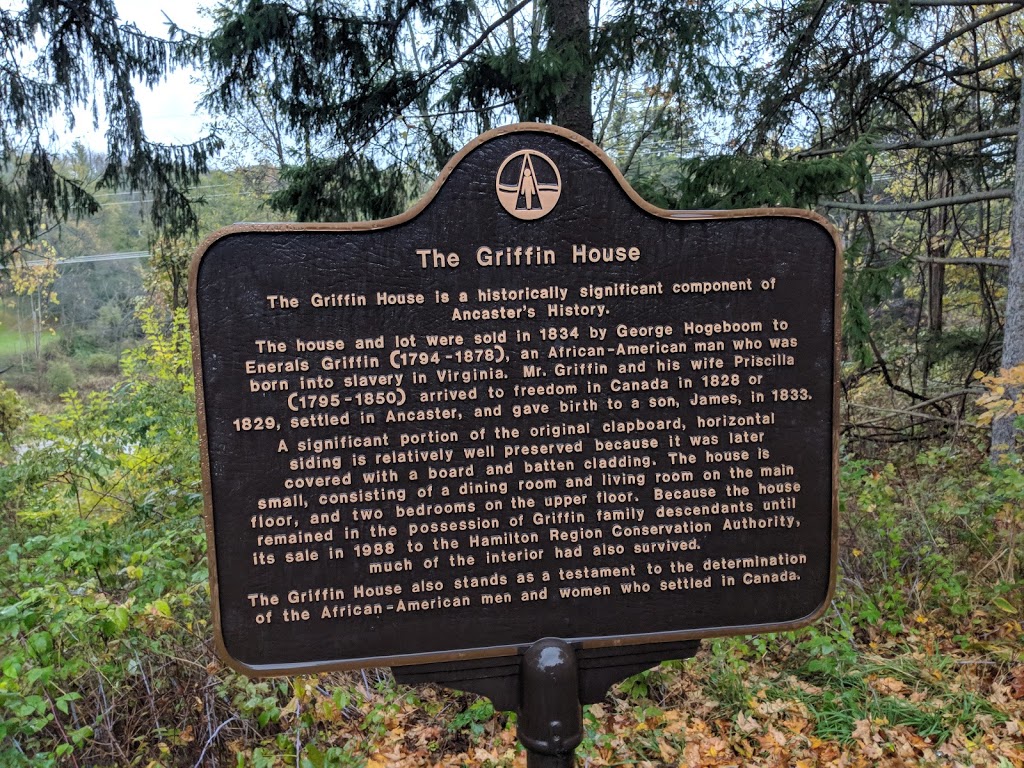 The Griffin House
The Griffin House is a historically significant component of
Ancaster's History.
The house and lot were sold in 1834 by George Hogeboom to
Enerals Griffin (1794-1878), an African-American man who was
born into slavery in Virginia. Mr. Griffin and his wife Priscilla
(1795-1850) arrived to freedom in Canada in 1828 or
1829, settled in Ancaster, and gave birth to a son, James, in 1833.
A significant portion of the original clapboard, horizontal
siding is relatively well preserved because it was later
covered with a board and batten cladding. The house is
small, consisting of a dining room and living room on the main
floor, and two bedrooms on the upper floor. Because the house
remained in the possession of Griffin family descendants until
its sale in 1988 to the Hamilton Region Conservation Authority,
much of the interior had also survived.
The Griffin House also stands as a testament to the determination
of the African-American men and women who settled in Canada.